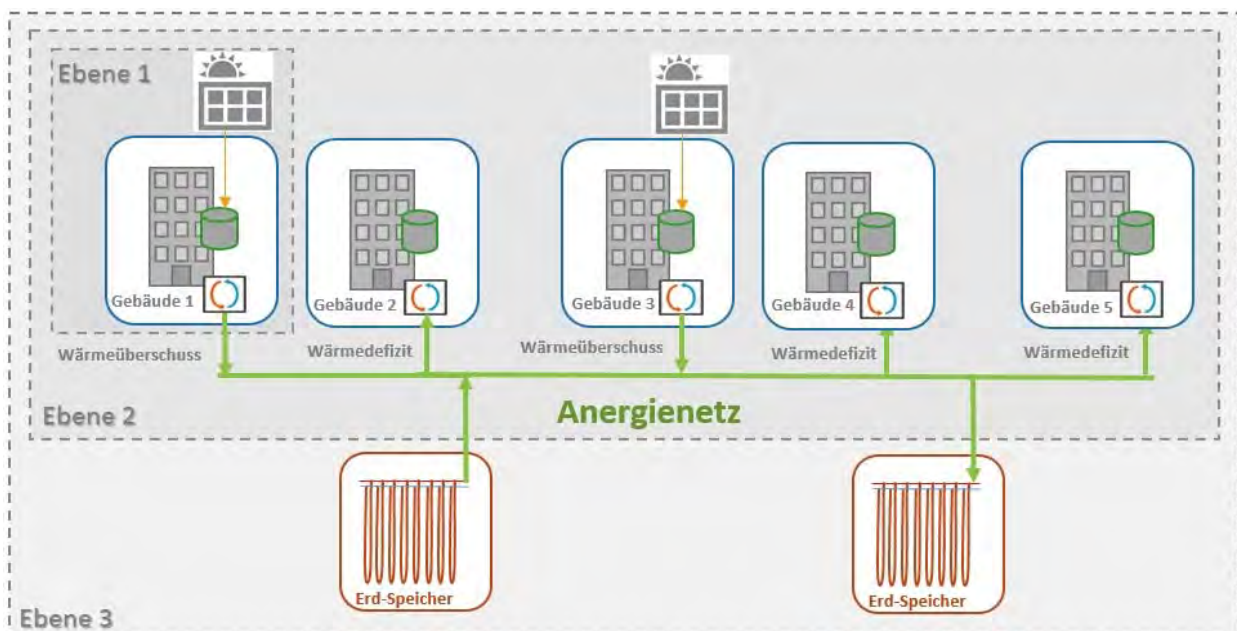 Ebene 1
Gebäude 1
Gebäude 2
Gebäude 3
Gebäude 4
Gebäude 5
Wärmeüberschuss
Wärmedefizit
Wärmeüberschuss
Wärmedefizit
Wärmedefizit
Ebene 2
Anergienetz
Erd-Speicher
Erd-Speicher
Ebene 3